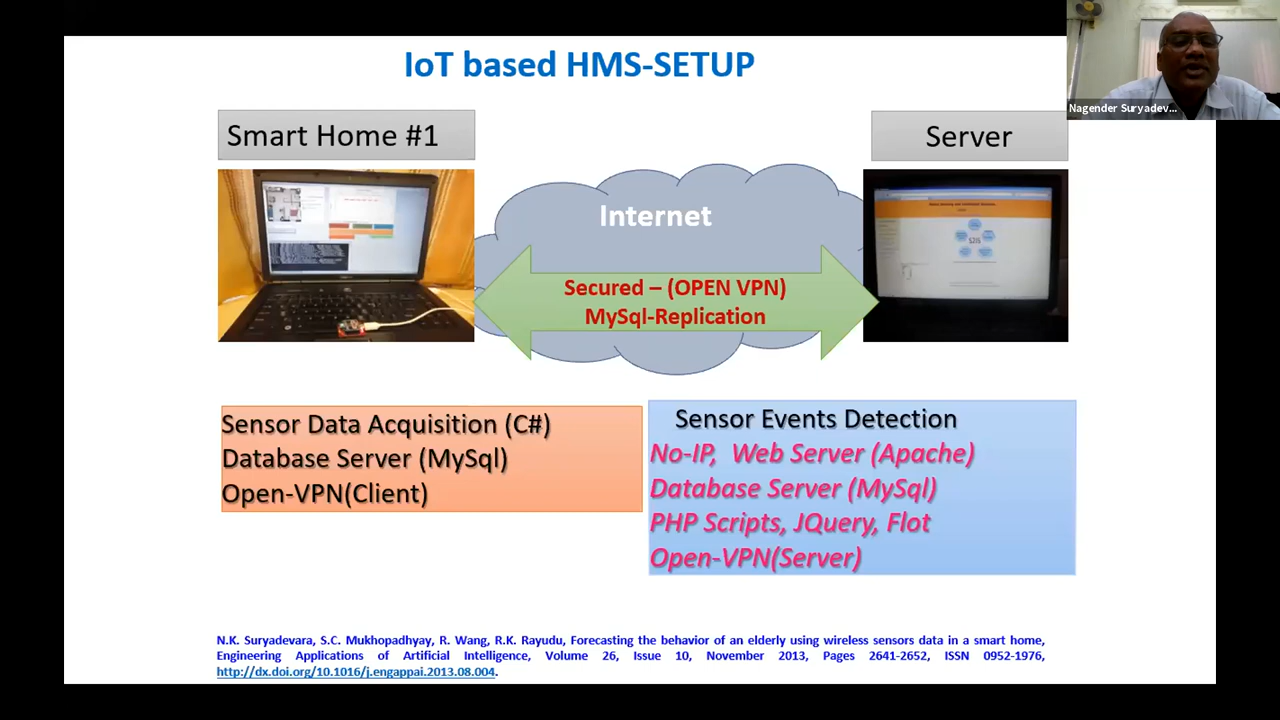 IoT based HMS-SETUP
Nagender Suryadev...
Smart Home #1
Server
Internet
Secured – (OPEN VPN)
MySql-Replication
Sensor Data Acquisition (C#)
Database Server (MySql)
Open-VPN(Client)
Sensor Events Detection
No-IP, Web Server (Apache)
Database Server (MySql)
PHP Scripts, JQuery, Flot
Open-VPN(Server)
N.K. Suryadevara, S.C. Mukhopadhyay, R. Wang, R.K. Rayudu, Forecasting the behavior of an elderly using wireless sensors data in a smart home,
Engineering Applications of Artificial Intelligence, Volume 26, Issue 10, November 2013, Pages 2641-2652, ISSN 0952-1976,
http://dx.doi.org/10.1016/j.engappai.2013.08.004.